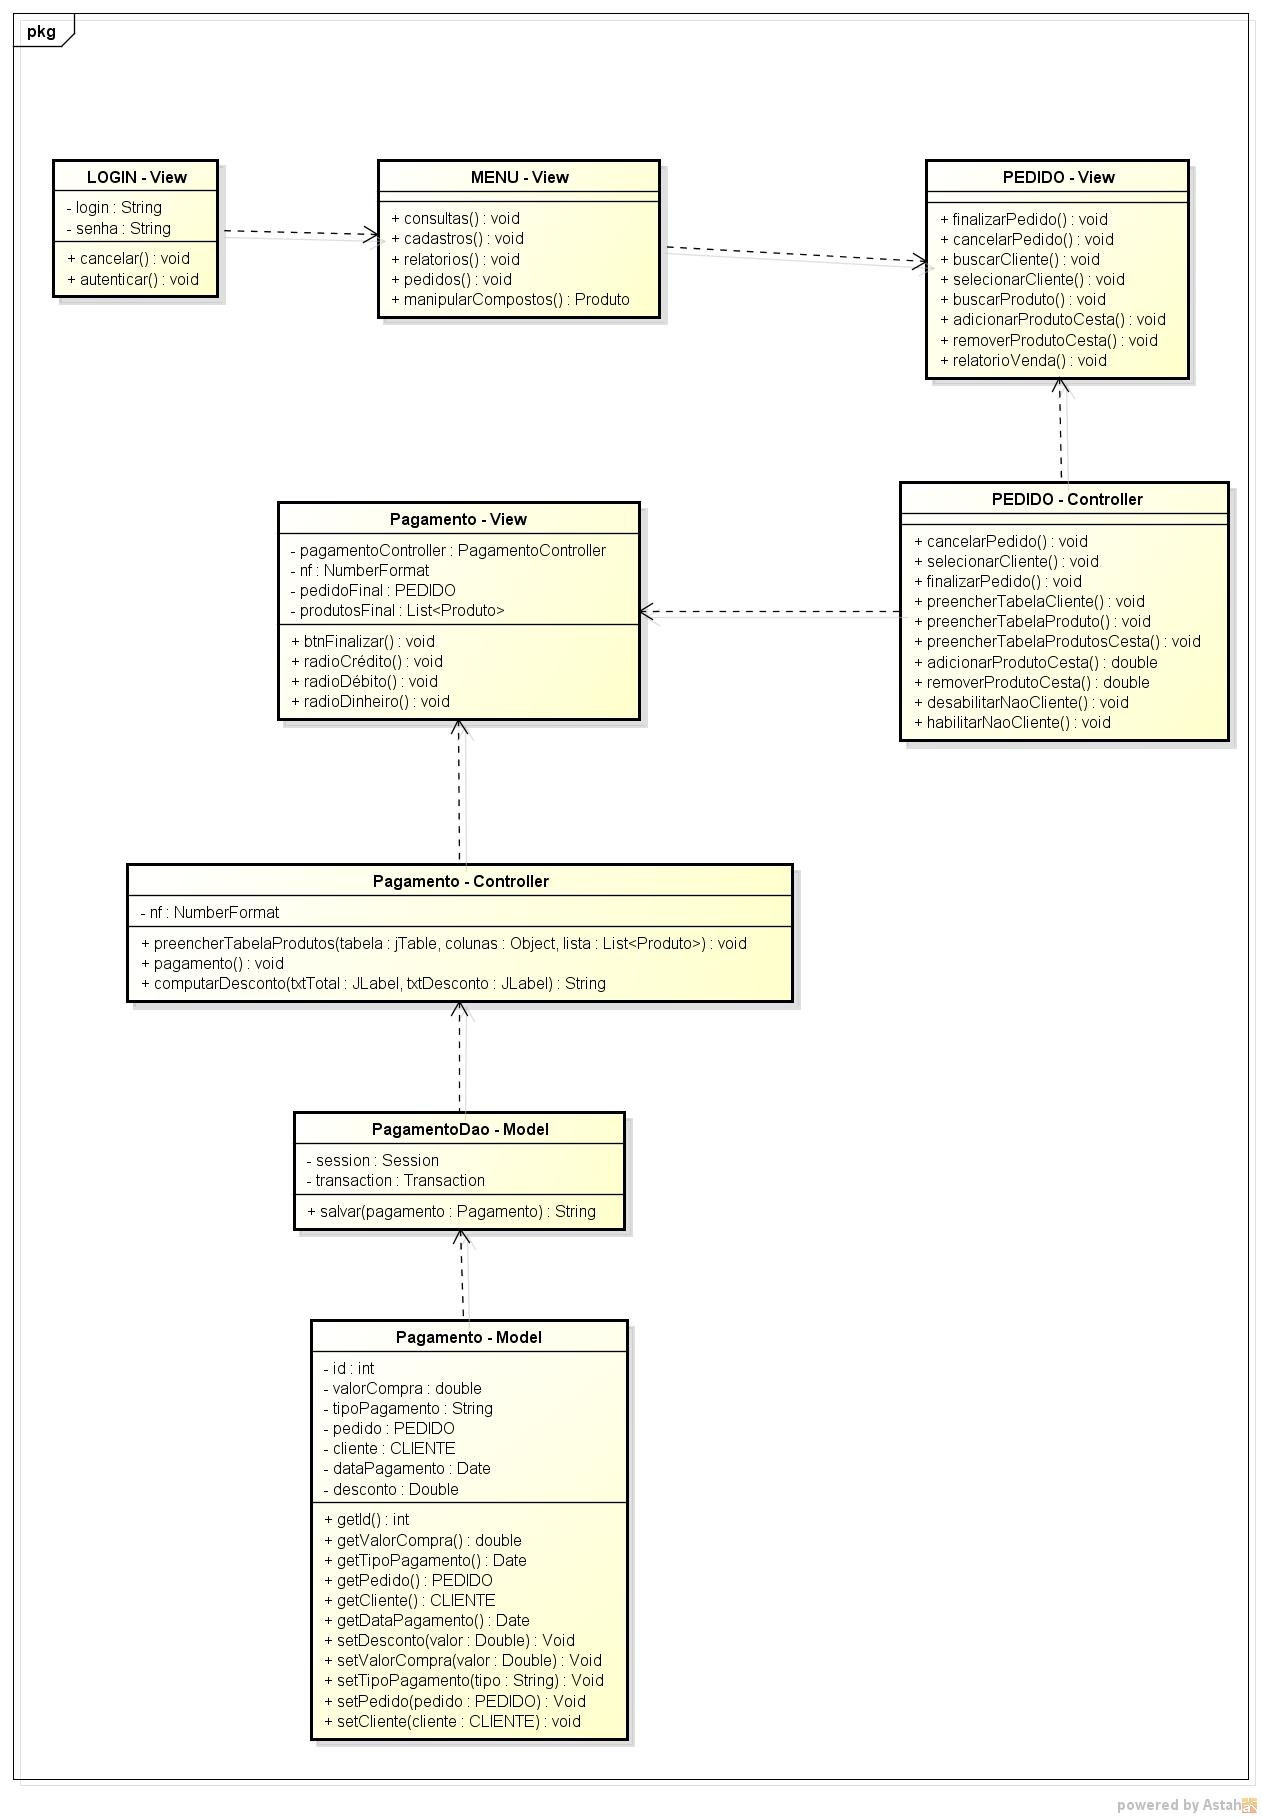 pkg
LOGIN - View
- login : String
- senha : String
+ cancelar() : void
+ autenticar() : void
MENU - View
+ consultas() : void
+ cadastros() : void
+ relatorios() : void
+ pedidos() : void
+ manipularCompostos() : Produto
PEDIDO - View
+ finalizarPedido() : void
+ cancelarPedido() : void
+ buscarCliente() : void
+ selecionarCliente() : void
+ buscarProduto() : void
+ adicionarProdutoCesta() : void
+ removerProdutoCesta() : void
+ relatorioVenda() : void
PEDIDO - Controller
+ cancelarPedido() : void
+ selecionarCliente() : void
+ finalizarPedido() : void
+ preencherTabelaCliente() : void
+ preencherTabelaProduto() : void
+ preencherTabelaProdutosCesta() : void
+ adicionarProdutoCesta() : double
+ removerProdutoCesta() : double
+ desabilitarNaoCliente() : void
+ habilitarNaoCliente() : void
Pagamento - View
- pagamentoController : PagamentoController
- nf : NumberFormat
- pedidoFinal : PEDIDO
- produtosFinal : List<Produto>
+ btnFinalizar() : void
+ radioCrédito() : void
+ radioDébito() : void
+ radioDinheiro() : void
Pagamento - Controller
- nf : NumberFormat
+ preencherTabelaProdutos(tabela : jTable, colunas : Object, lista : List<Produto>) : void
+ pagamento() : void
+ computarDesconto(txtTotal : JLabel, txtDesconto : JLabel) : String
PagamentoDao - Model
- session : Session
- transaction : Transaction
+ salvar(pagamento : Pagamento) : String
Pagamento - Model
- id : int
- valorCompra : double
- tipoPagamento : String
- pedido : PEDIDO
- cliente : CLIENTE
- dataPagamento : Date
- desconto : Double
+ getId() : int
+ getValorCompra() : double
+ getTipoPagamento() : Date
+ getPedido() : PEDIDO
+ getCliente() : CLIENTE
+ getDataPagamento() : Date
+ setDesconto(valor : Double) : Void
+ setValorCompra(valor : Double) : Void
+ setTipoPagamento(tipo : String) : Void
+ setPedido(pedido : PEDIDO) : Void
+ setCliente(cliente : CLIENTE) : void
powered by Astah